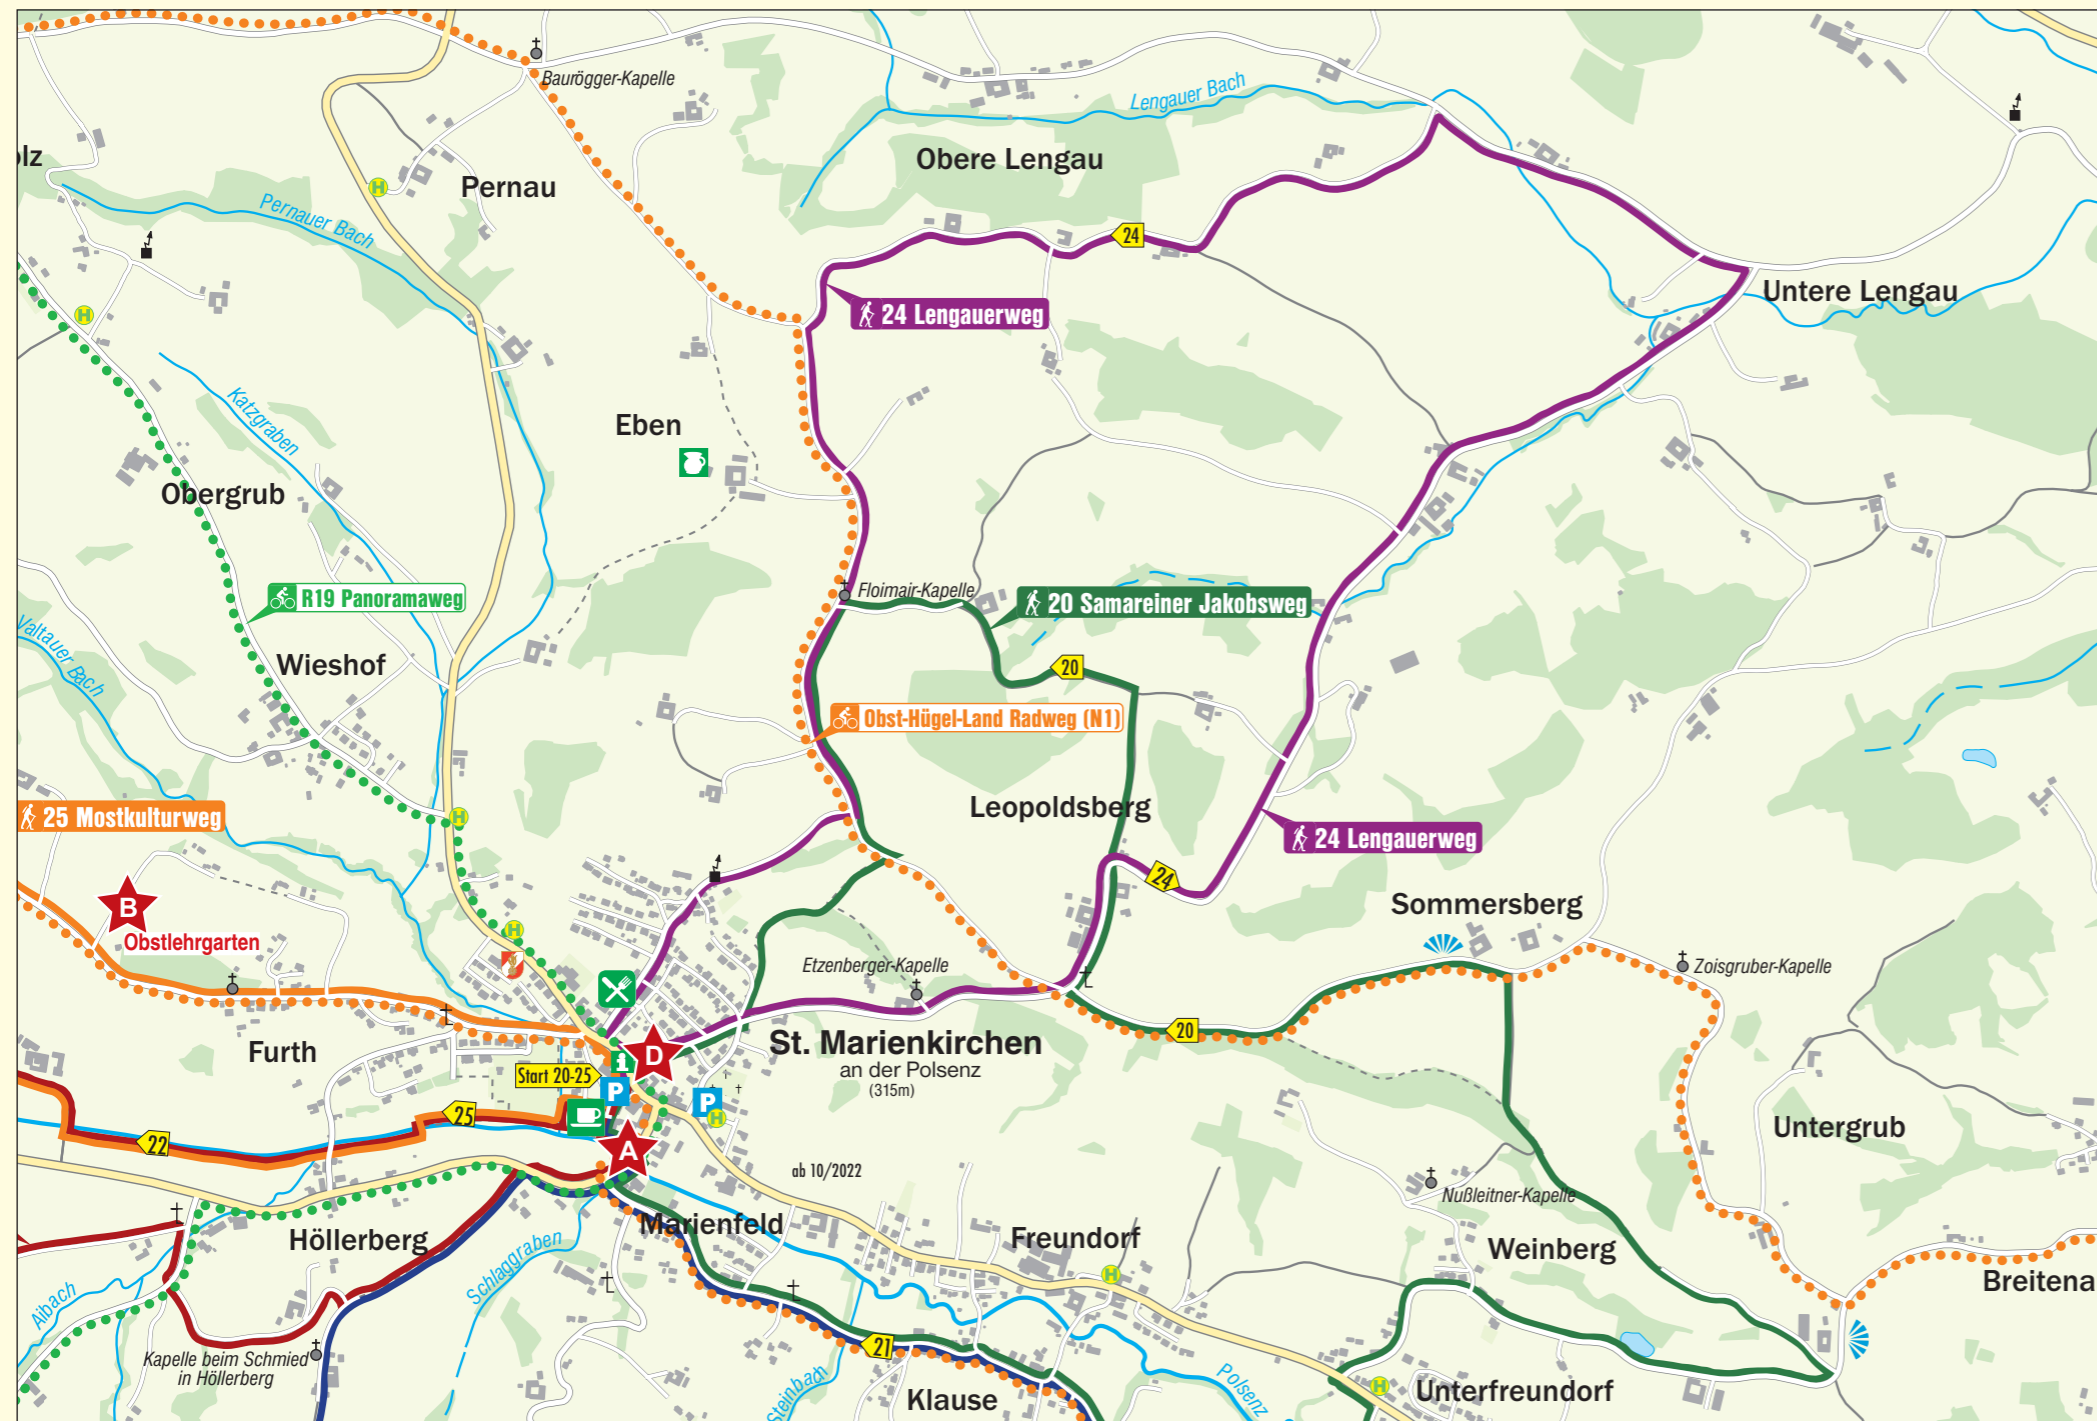 Baurögger-Kapelle
Lengauer Bach
Obere Lengau
Pernau
Pernauer Bach
24
Untere Lengau
24 Lengauerweg
Katzgraben
Eben
Obergrub
R19 Panoramaweg
Floimair-Kapelle
20 Samareiner Jakobsweg
Valtauer Bach
Wieshof
20
Obst-Hügel-Land Radweg (N1)
25 Mostkulturweg
Leopoldsberg
24 Lengauerweg
24
B
Obstlehrgarten
Sommersberg
Etzenberger-Kapelle
Zoisgruber-Kapelle
20
Furth
D
St. Marienkirchen
an der Polsenz
(315m)
Start 20-25
i
P
P
H
H
H
H
H
H
H
H
25
22
A
Untergrub
ab 10/2022
Nußleitner-Kapelle
Höllerberg
Marienfeld
Freundorf
Weinberg
Schlaggraben
Aibach
Breitena
21
Kapelle beim Schmied
in Höllerberg
Steinbach
Klause
Polsenz
Unterfreundorf